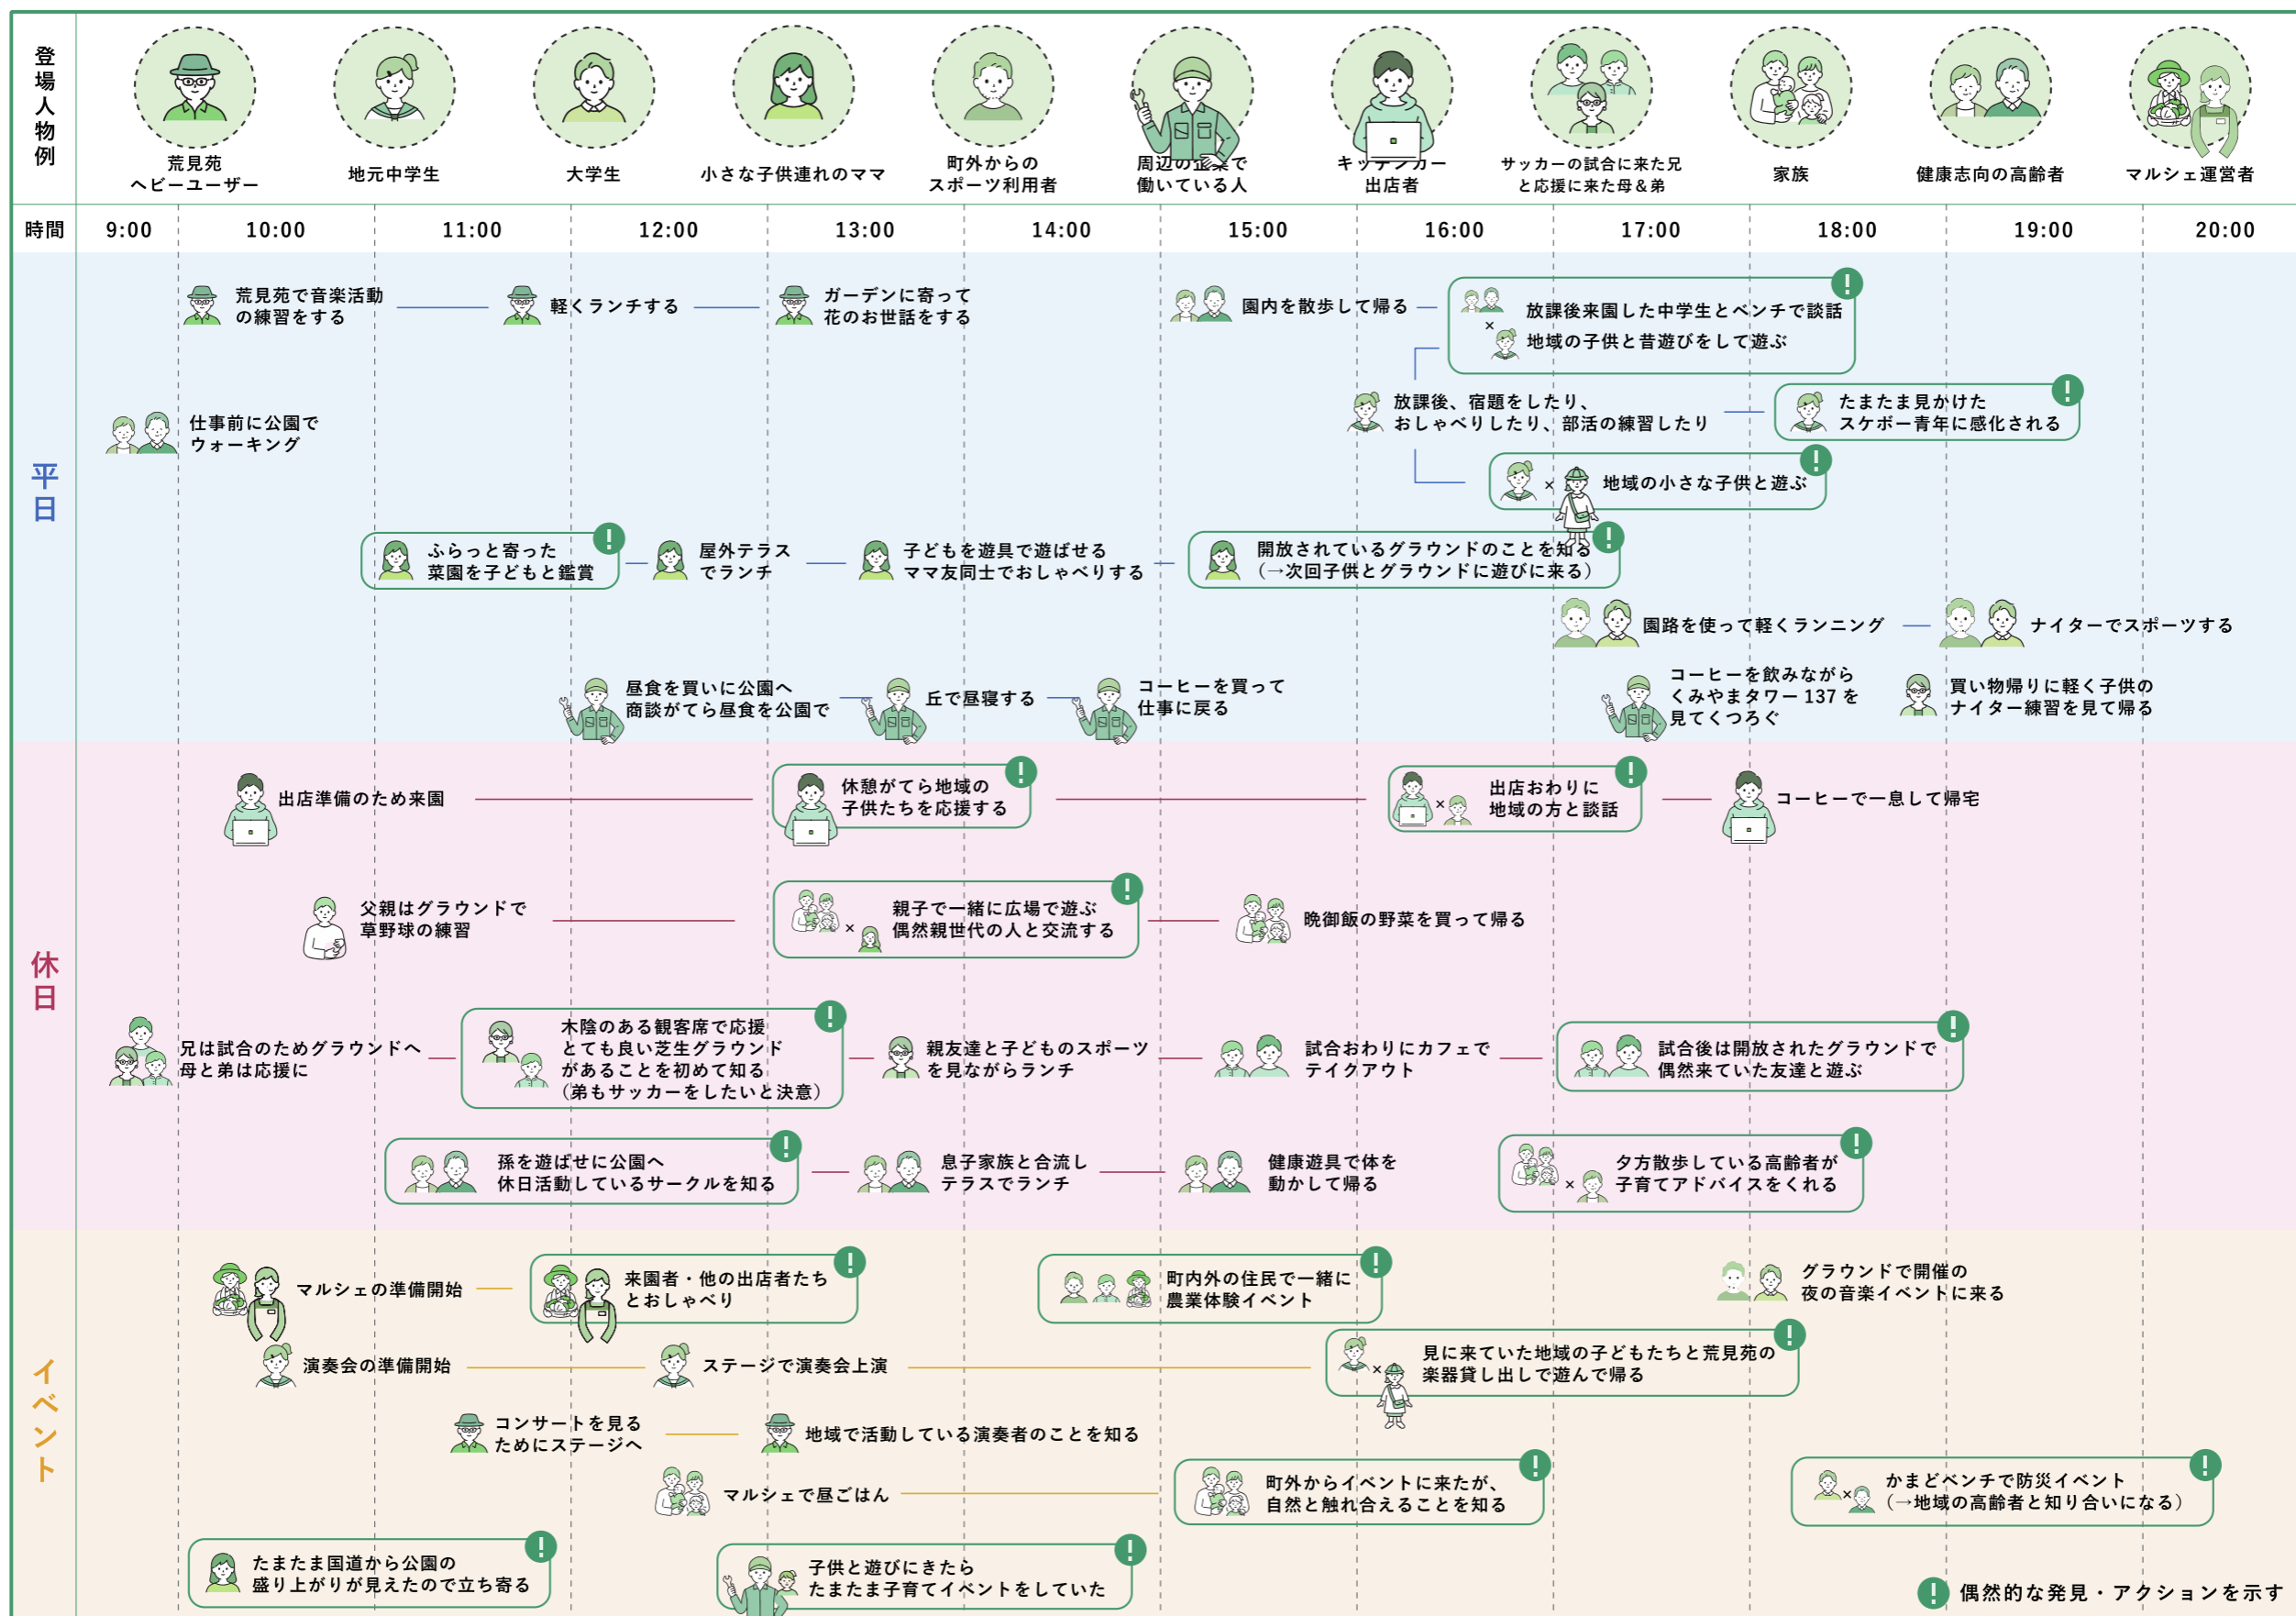 登場人物例
荒見苑
ヘビーユーザー
地元中学生
大学生
小さな子供連れのママ
町外からの
スポーツ利用者
周辺の企業で
働いている人
キッチンカー
出店者
サッカーの試合に来た兄
と応援に来た母＆弟
家族
健康志向の高齢者
マルシェ運営者
時間
9:00
10:00
11:00
12:00
13:00
14:00
15:00
16:00
17:00
18:00
19:00
20:00
平日
荒見苑で音楽活動
の練習をする
軽くランチする
ガーデンに寄って
花のお世話をする
園内を散歩して帰る
放課後来園した中学生とベンチで談話
×
地域の子供と昔遊びをして遊ぶ
仕事前に公園で
ウォーキング
放課後、宿題をしたり、
おしゃべりしたり、部活の練習したり
たまたま見かけた
スケボー青年に感化される
×
地域の小さな子供と遊ぶ
ふらっと寄った
菜園を子どもと鑑賞
屋外テラス
でランチ
子どもを遊具で遊ばせる
ママ友同士でおしゃべりする
開放されているグラウンドのことを知る
（→次回子供とグラウンドに遊びに来る）
園路を使って軽くランニング
ナイターでスポーツする
昼食を買いに公園へ
商談がてら昼食を公園で
丘で昼寝する
コーヒーを買って
仕事に戻る
コーヒーを飲みながら
くみやまタワー 137 を
見てくつろぐ
買い物帰りに軽く子供の
ナイター練習を見て帰る
休日
出店準備のため来園
休憩がてら地域の
子供たちを応援する
×
出店おわりに
地域の方と談話
コーヒーで一息して帰宅
父親はグラウンドで
草野球の練習
×
親子で一緒に広場で遊ぶ
偶然親世代の人と交流する
晩御飯の野菜を買って帰る
兄は試合のためグラウンドへ
母と弟は応援に
木陰のある観客席で応援
とても良い芝生グラウンド
があることを初めて知る
（弟もサッカーをしたいと決意）
親友達と子どものスポーツ
を見ながらランチ
試合おわりにカフェで
テイクアウト
試合後は開放されたグラウンドで
偶然来ていた友達と遊ぶ
孫を遊ばせに公園へ
休日活動しているサークルを知る
息子家族と合流し
テラスでランチ
健康遊具で体を
動かして帰る
×
夕方散歩している高齢者が
子育てアドバイスをくれる
イベント
マルシェの準備開始
来園者・他の出店者たち
とおしゃべり
町内外の住民で一緒に
農業体験イベント
グラウンドで開催の
夜の音楽イベントに来る
演奏会の準備開始
ステージで演奏会上演
×
見に来ていた地域の子どもたちと荒見苑の
楽器貸し出しで遊んで帰る
コンサートを見る
ためにステージへ
地域で活動している演奏者のことを知る
マルシェで昼ごはん
町外からイベントに来たが、
自然と触れ合えることを知る
×
かまどベンチで防災イベント
（→地域の高齢者と知り合いになる）
たまたま国道から公園の
盛り上がりが見えたので立ち寄る
子供と遊びにきたら
たまたま子育てイベントをしていた
! 偶然的な発見・アクションを示す